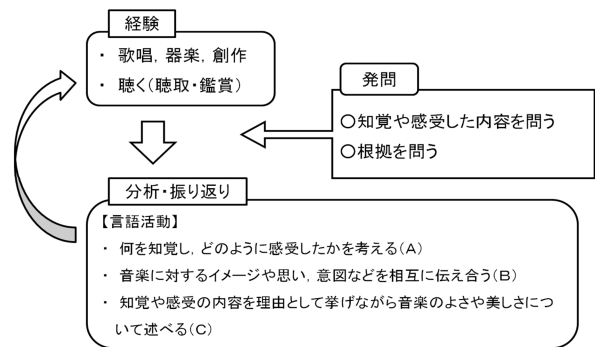 経験
・ 歌唱，器楽，創作
・ 聴く（聴取・鑑賞）
発問
○知覚や感受した内容を問う
○根拠を問う
分析・振り返り
【言語活動】
・ 何を知覚し，どのように感受したかを考える（A）
・ 音楽に対するイメージや思い，意図などを相互に伝え合う（B）
・ 知覚や感受の内容を理由として挙げながら音楽のよさや美しさにつ
いて述べる（C）